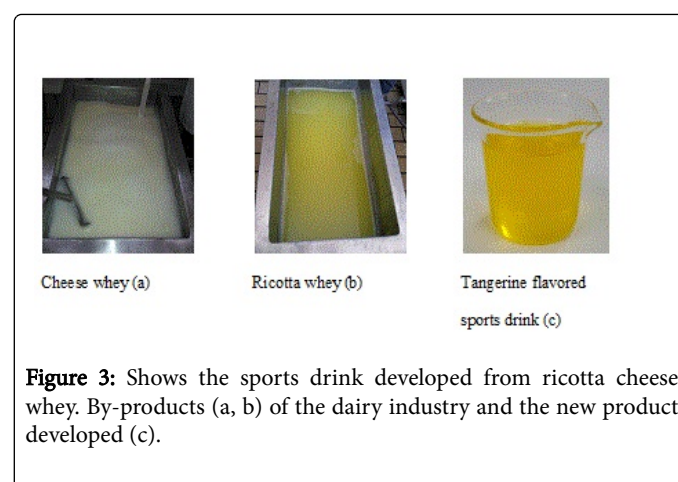 Cheese whey (a)
Ricotta whey (b)
Tangerine flavored
sports drink (c)
Figure 3: Shows the sports drink developed from ricotta cheese
whey. By-products (a, b) of the dairy industry and the new product
developed (c).